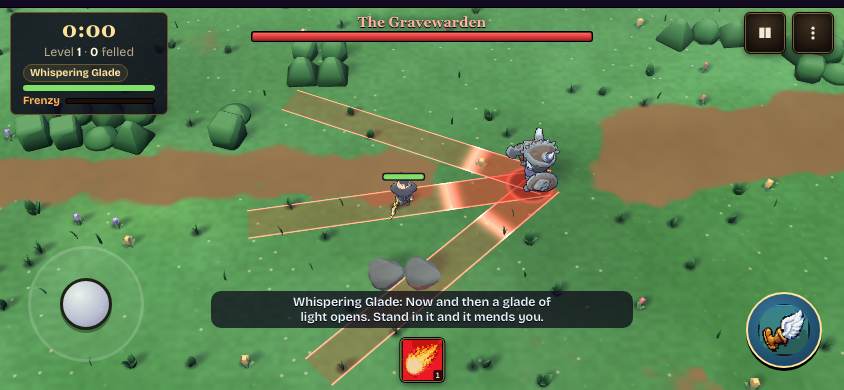 0:00
The Gravewarden
Level 1 · 0 felled
Whispering Glade
Frenzy
Whispering Glade: Now and then a glade of
light opens. Stand in it and it mends you.
1